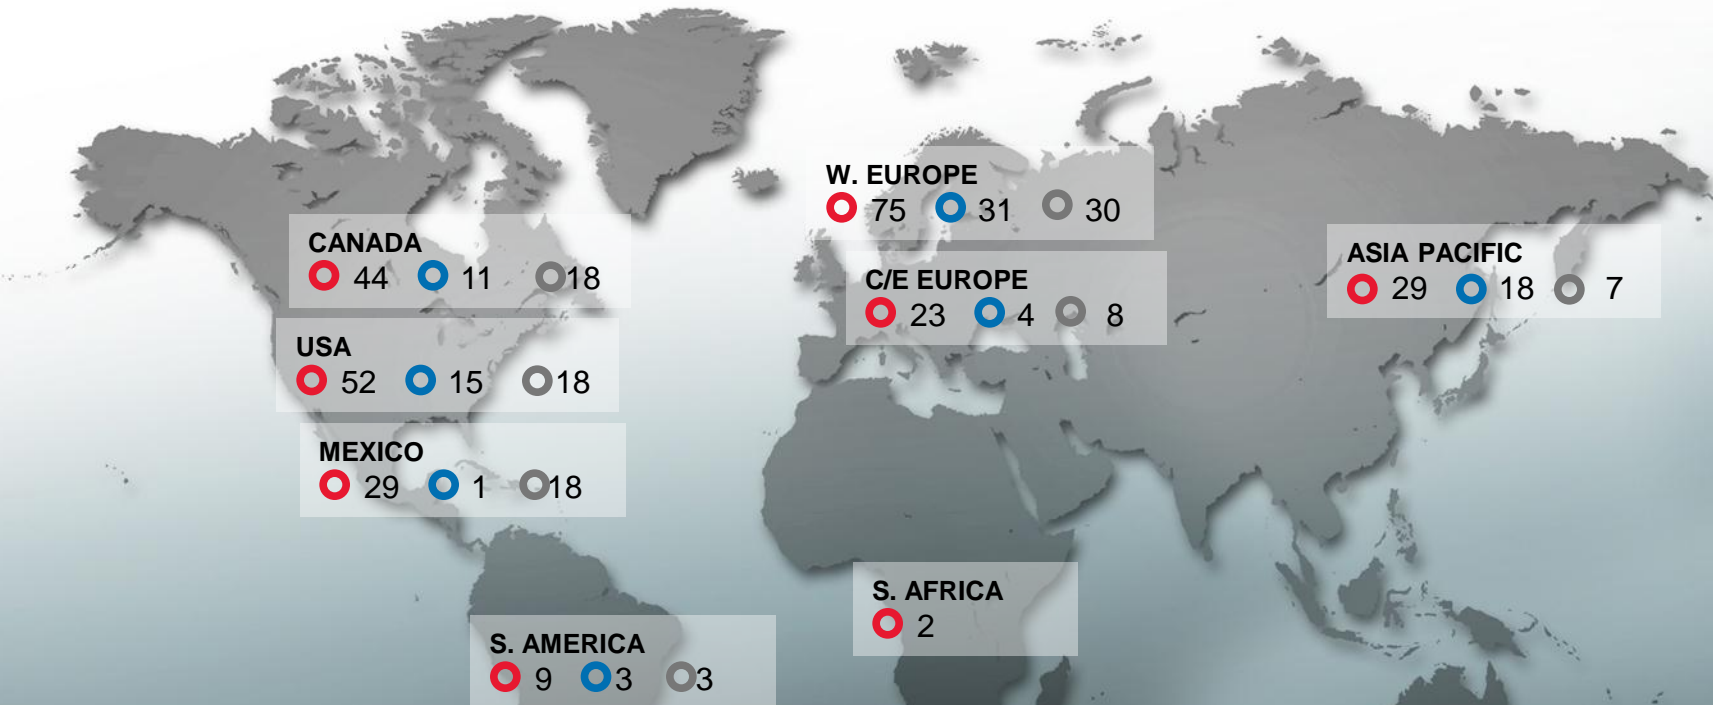 W. EUROPE
75 31 30
CANADA
44 11 18
C/E EUROPE
23 4 8
ASIA PACIFIC
29 18 7
USA
52 15 18
MEXICO
29 1 18
S. AFRICA
2
S. AMERICA
9 3 3